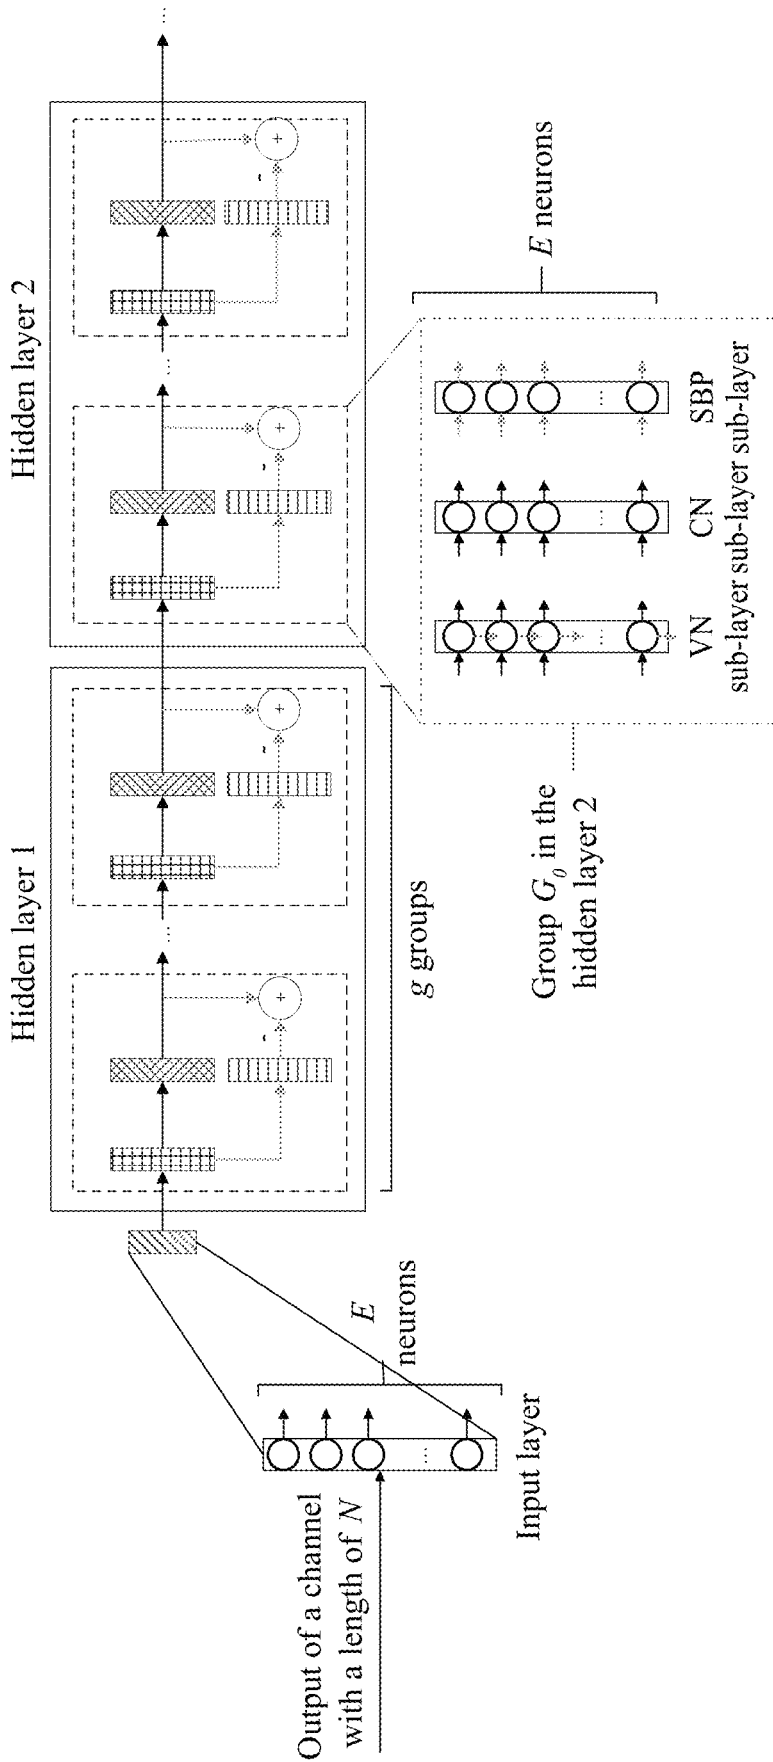 Hidden layer 1
Hidden layer 2
...
...
...
+
+
+
+
-
-
-
-
g groups
Output of a channel
with a length of N
E
neurons
...
Input layer
Group G0 in the
hidden layer 2
...
...
...
VN
CN
SBP
sub-layer sub-layer sub-layer
E neurons